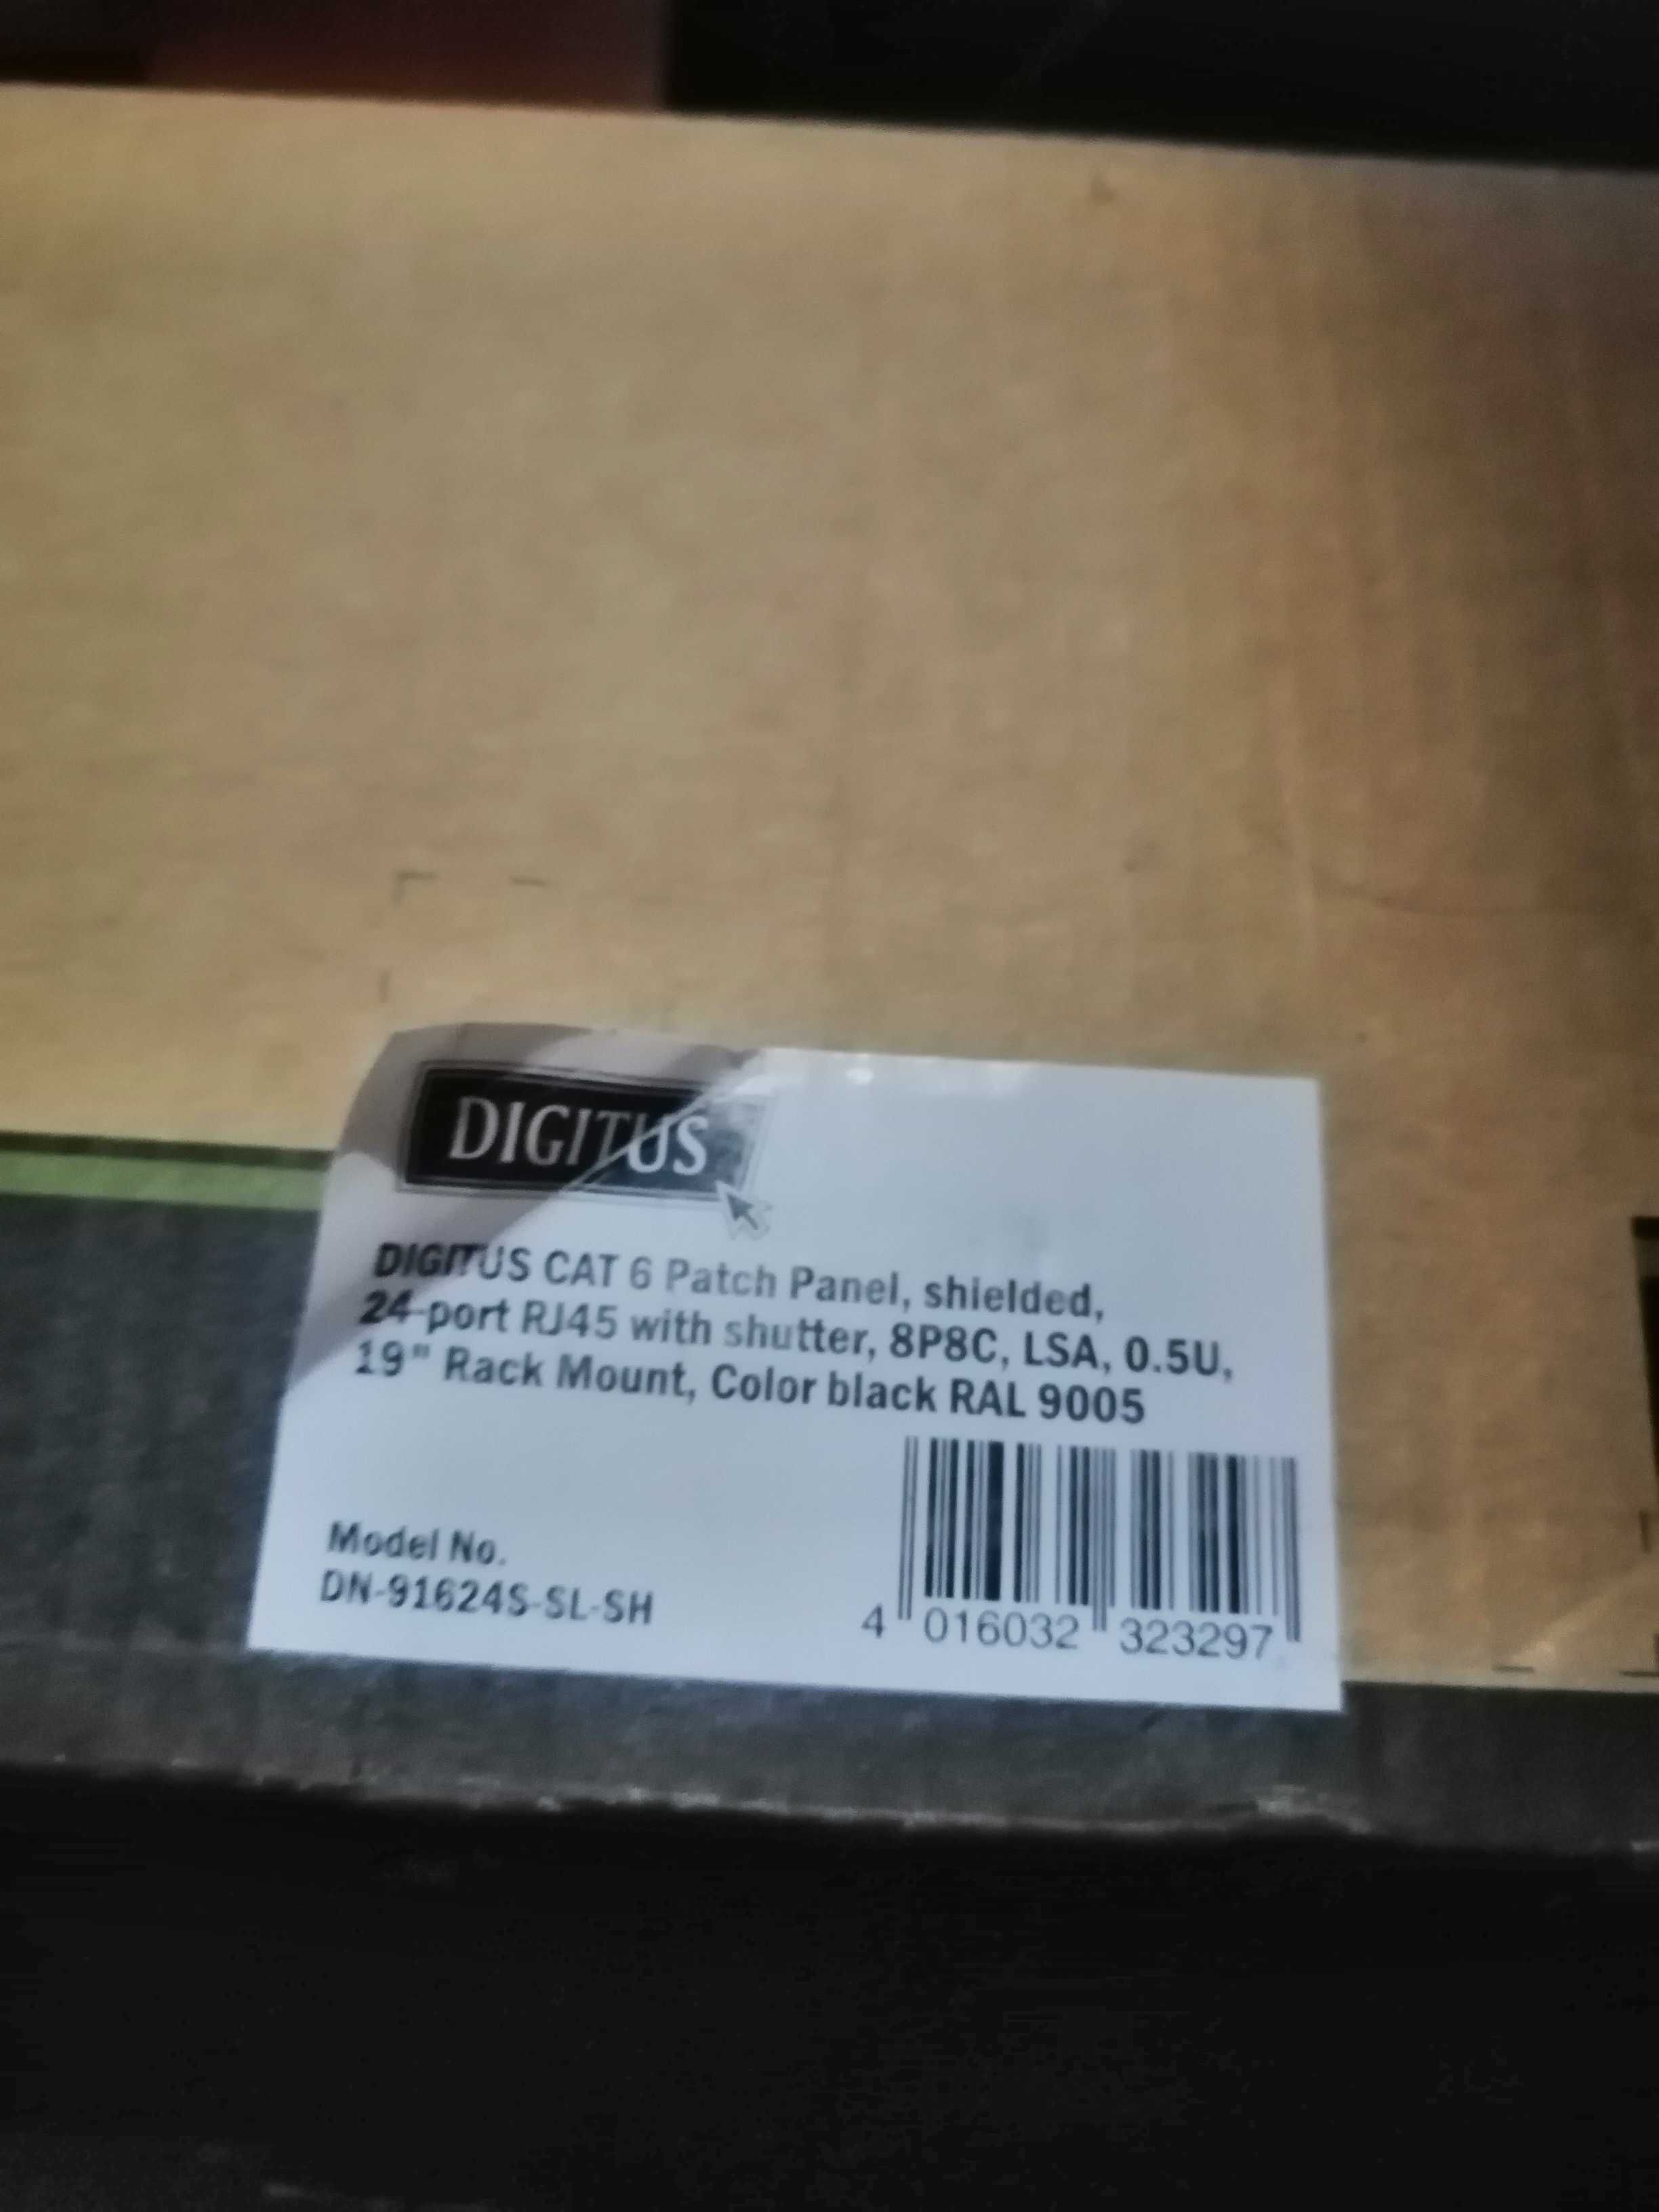 DIGITUS
DIGITUS CAT 6 Patch Panel, shielded,
24-port RJ45 with shutter, 8P8C, LSA, 0.5U,
19" Rack Mount, Color black RAL 9005
Model No.
DN-91624S-SL-SH
4 016032 323297